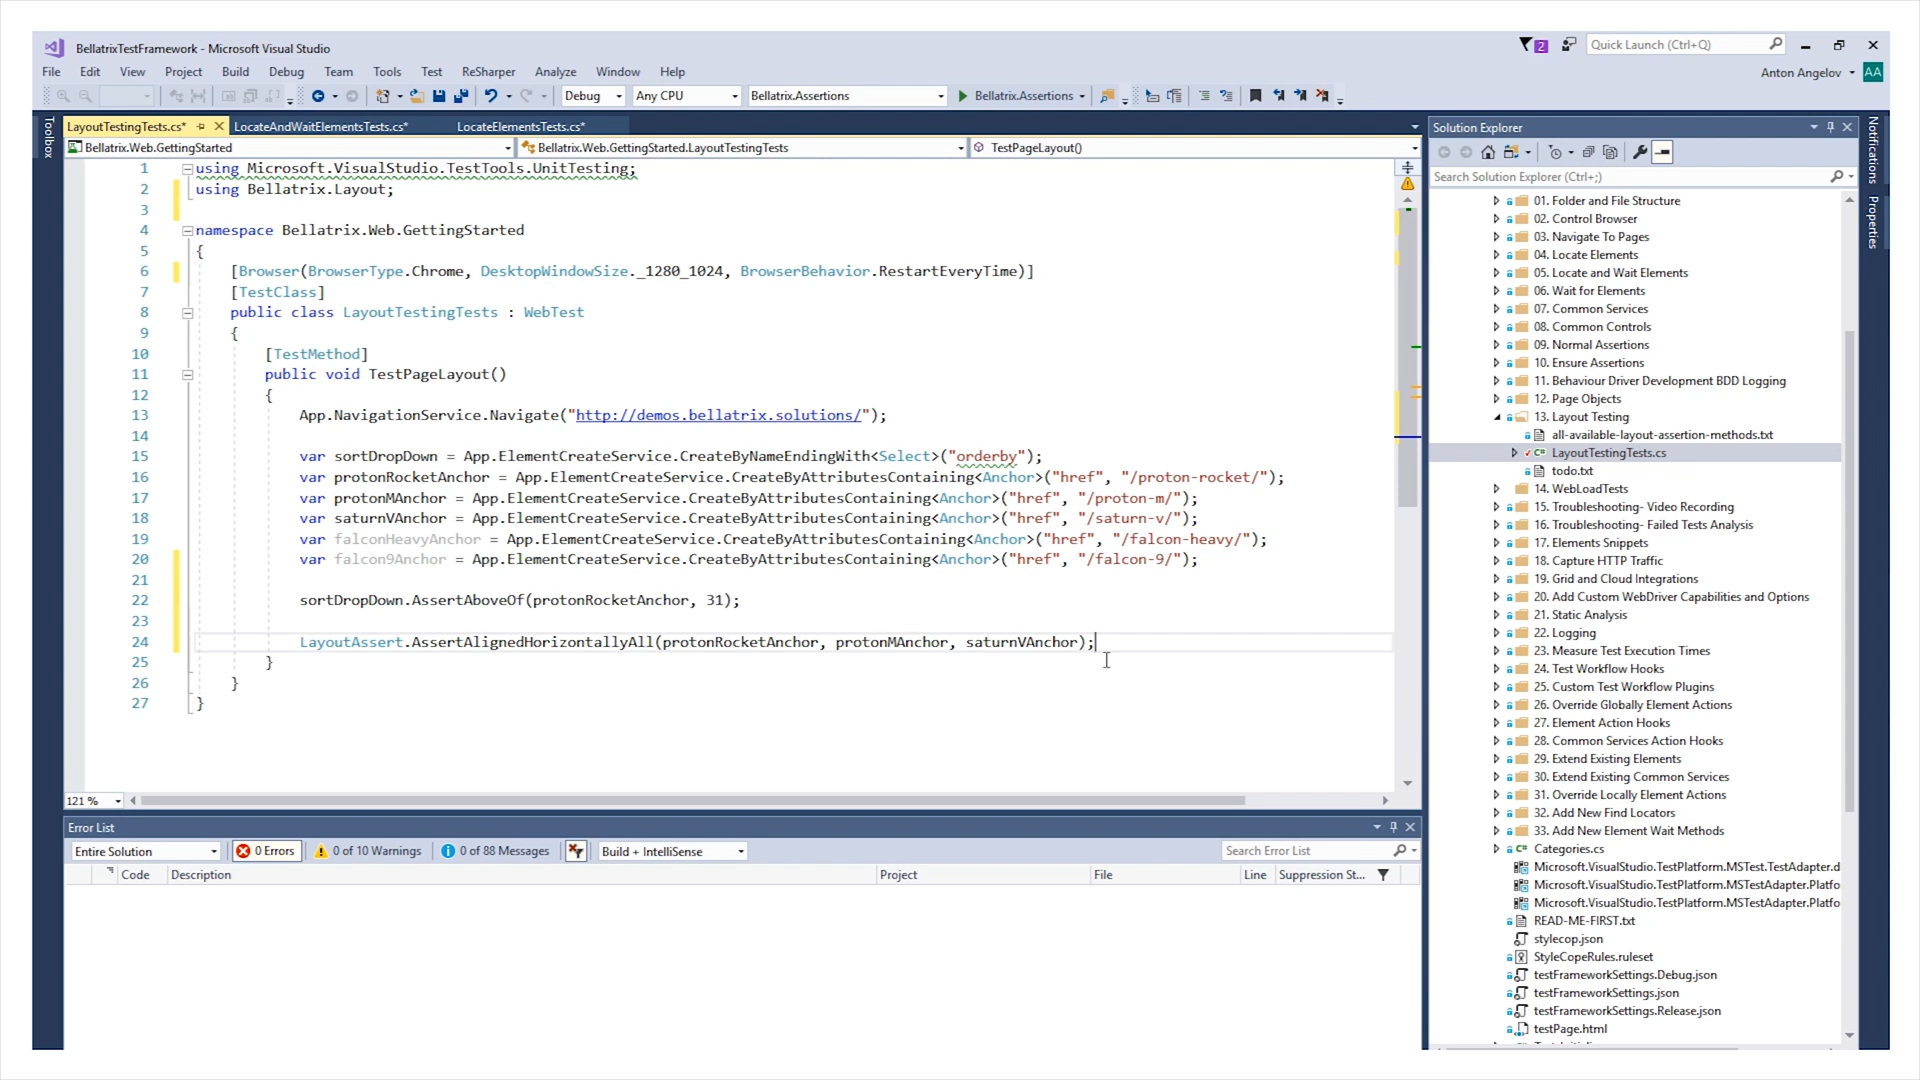 BellatrixTestFramework - Microsoft Visual Studio
2
Quick Launch (Ctrl+Q)
File Edit View Project Build Debug Team Tools Test ReSharper Analyze Window Help
Anton Angelov
AA
Debug
Any CPU
Bellatrix.Assertions
Bellatrix.Assertions
Toolbox
LayoutTestingTests.cs*
LocateAndWaitElementsTests.cs*
LocateElementsTests.cs*
Bellatrix.Web.GettingStarted
Bellatrix.Web.GettingStarted.LayoutTestingTests
TestPageLayout()
1 using Microsoft.VisualStudio.TestTools.UnitTesting;
2 using Bellatrix.Layout;
3
4 namespace Bellatrix.Web.GettingStarted
5 {
6 [Browser(BrowserType.Chrome, DesktopWindowSize._1280_1024, BrowserBehavior.RestartEveryTime)]
7 [TestClass]
8 public class LayoutTestingTests : WebTest
9 {
10 [TestMethod]
11 public void TestPageLayout()
12 {
13 App.NavigationService.Navigate("http://demos.bellatrix.solutions/");
14
15 var sortDropDown = App.ElementCreateService.CreateByNameEndingWith<Select>("orderby");
16 var protonRocketAnchor = App.ElementCreateService.CreateByAttributesContaining<Anchor>("href", "/proton-rocket/");
17 var protonMAnchor = App.ElementCreateService.CreateByAttributesContaining<Anchor>("href", "/proton-m/");
18 var saturnVAnchor = App.ElementCreateService.CreateByAttributesContaining<Anchor>("href", "/saturn-v/");
19 var falconHeavyAnchor = App.ElementCreateService.CreateByAttributesContaining<Anchor>("href", "/falcon-heavy/");
20 var falcon9Anchor = App.ElementCreateService.CreateByAttributesContaining<Anchor>("href", "/falcon-9/");
21
22 sortDropDown.AssertAboveOf(protonRocketAnchor, 31);
23
24 LayoutAssert.AssertAlignedHorizontallyAll(protonRocketAnchor, protonMAnchor, saturnVAnchor);
25 }
26 }
27 }
121 %
Error List
Entire Solution
0 Errors
0 of 10 Warnings
0 of 88 Messages
Build + IntelliSense
Search Error List
Code Description Project File Line Suppression St...
Solution Explorer
Search Solution Explorer (Ctrl+;)
01. Folder and File Structure
02. Control Browser
03. Navigate To Pages
04. Locate Elements
05. Locate and Wait Elements
06. Wait for Elements
07. Common Services
08. Common Controls
09. Normal Assertions
10. Ensure Assertions
11. Behaviour Driver Development BDD Logging
12. Page Objects
13. Layout Testing
all-available-layout-assertion-methods.txt
C# LayoutTestingTests.cs
todo.txt
14. WebLoadTests
15. Troubleshooting- Video Recording
16. Troubleshooting- Failed Tests Analysis
17. Elements Snippets
18. Capture HTTP Traffic
19. Grid and Cloud Integrations
20. Add Custom WebDriver Capabilities and Options
21. Static Analysis
22. Logging
23. Measure Test Execution Times
24. Test Workflow Hooks
25. Custom Test Workflow Plugins
26. Override Globally Element Actions
27. Element Action Hooks
28. Common Services Action Hooks
29. Extend Existing Elements
30. Extend Existing Common Services
31. Override Locally Element Actions
32. Add New Find Locators
33. Add New Element Wait Methods
C# Categories.cs
Microsoft.VisualStudio.TestPlatform.MSTest.TestAdapter.d
Microsoft.VisualStudio.TestPlatform.MSTestAdapter.Platfo
Microsoft.VisualStudio.TestPlatform.MSTestAdapter.Platfo
READ-ME-FIRST.txt
stylecop.json
StyleCopeRules.ruleset
testFrameworkSettings.Debug.json
testFrameworkSettings.json
testFrameworkSettings.Release.json
testPage.html
Notifications
Properties